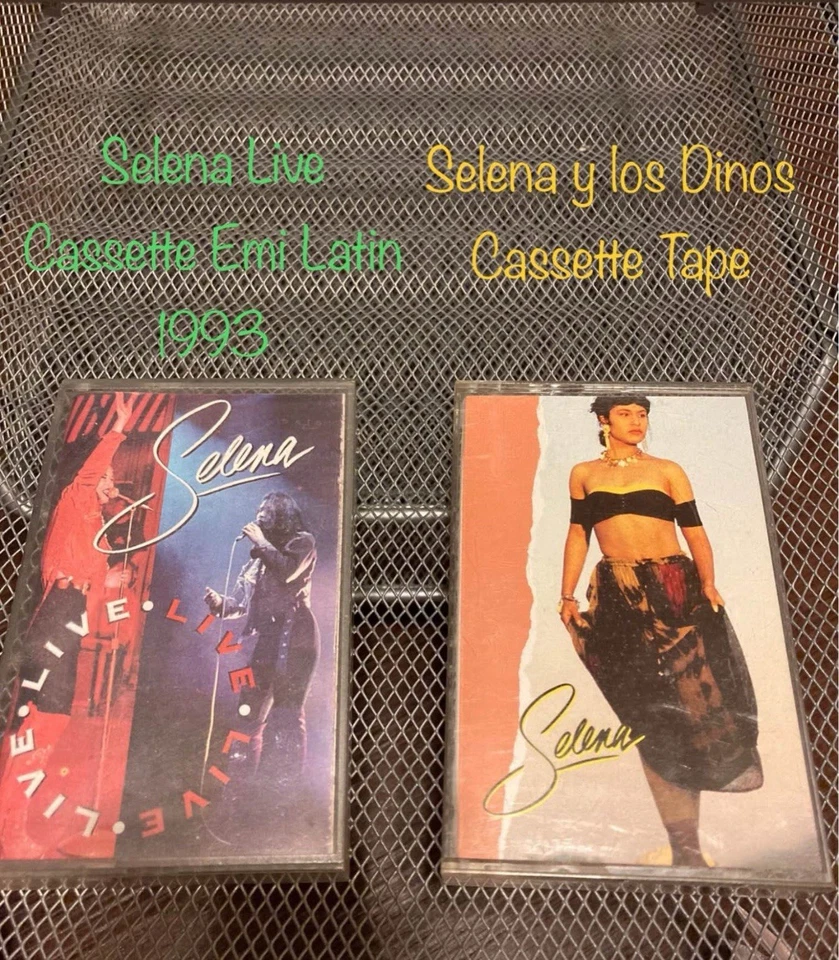 Selena Live
Cassette Emi Latin
1993
Selena y los Dinos
Cassette Tape
Selena
LIVE • LIVE • LIVE • LIVE • LIVE •
Selena